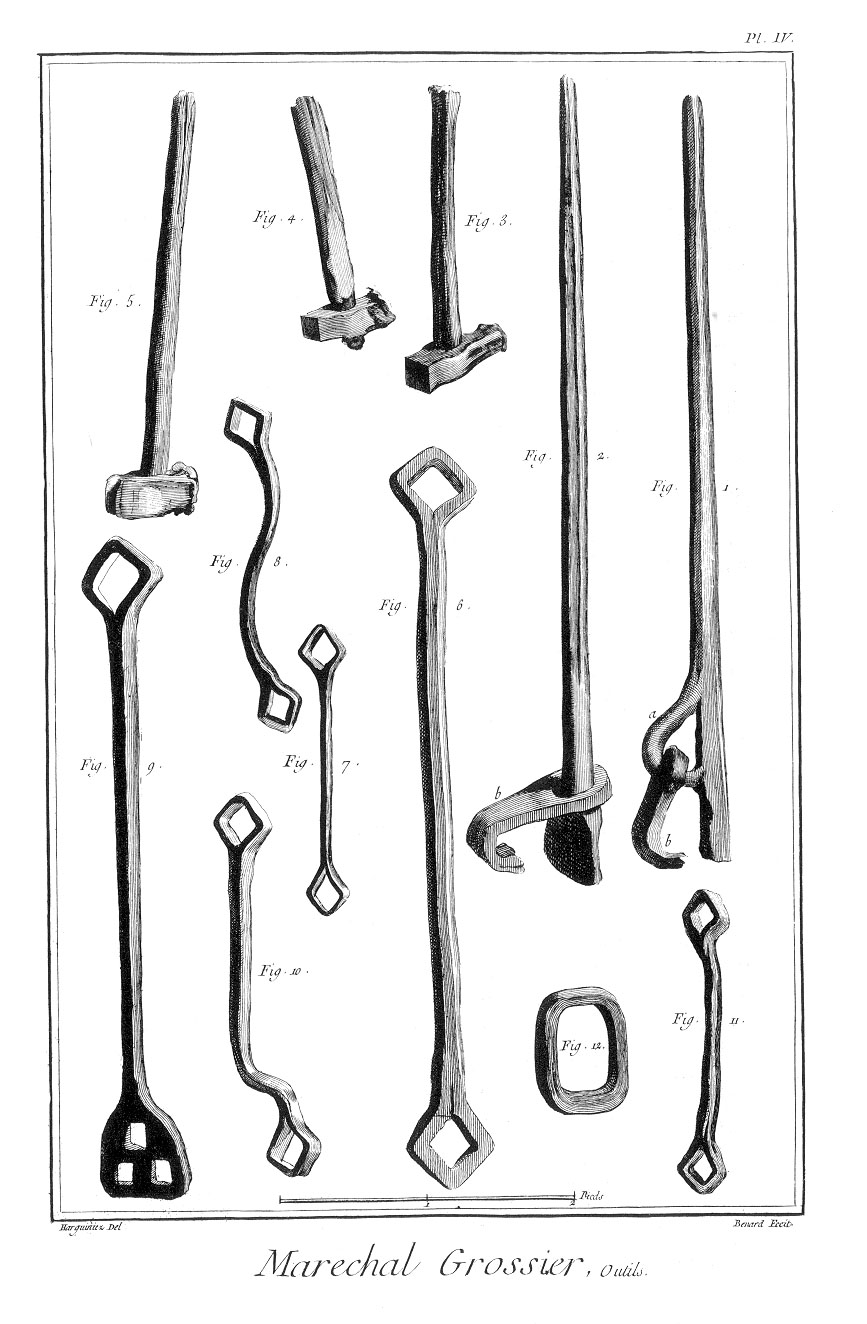 Pl. IV.
Fig. 4.
Fig. 3.
Fig. 5.
Fig. 2.
Fig. 1.
Fig. 8.
Fig. 6.
a
Fig. 9.
Fig. 7.
b
b
Fig. 10.
Fig. 11.
Fig. 12.
1
2
Pieds
Del
Benard Fecit.
Marechal Grossier, Outils.